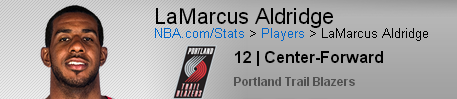 LaMarcus Aldridge
NBA.com/Stats > Players > LaMarcus Aldridge
12 | Center-Forward
PORTLAND
TRAIL BLAZERS
Portland Trail Blazers